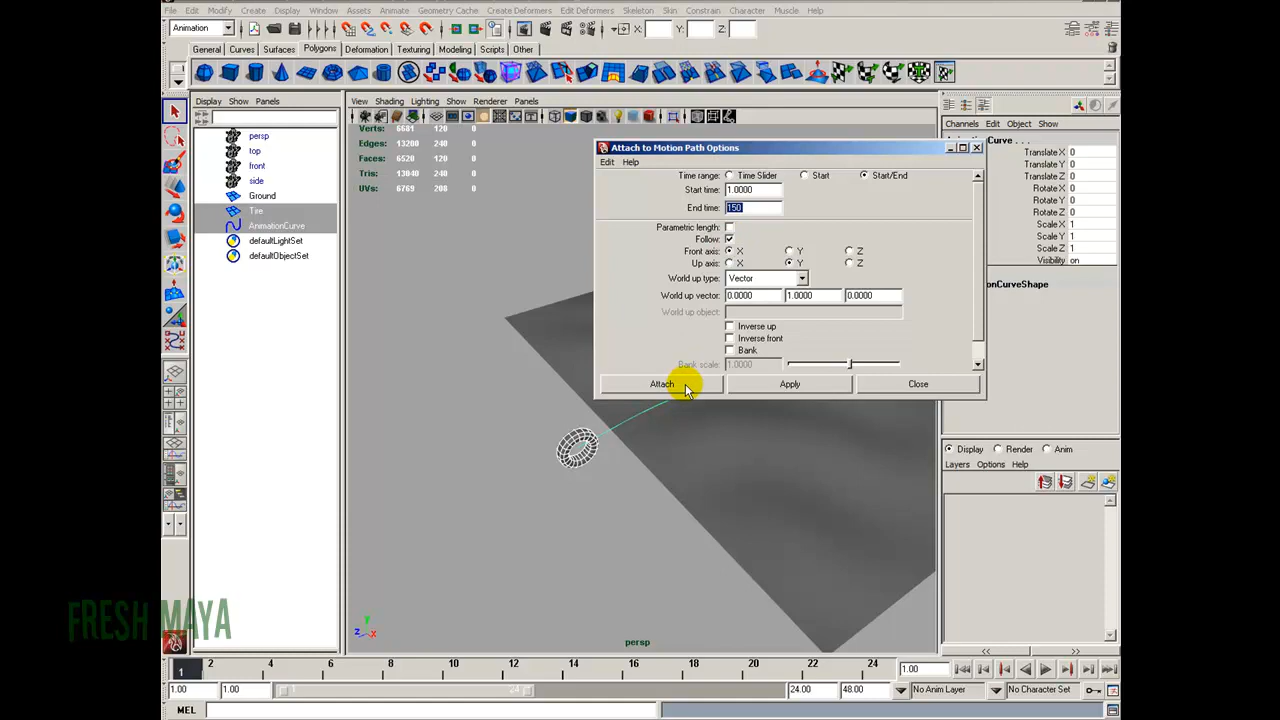 File Edit Modify Create Display Window Assets Animate Geometry Cache Create Deformers Edit Deformers Skeleton Skin Constrain Character Muscle Help
Animation X: Y: Z:
General Curves Surfaces Polygons Deformation Texturing Modeling Scripts Other
Display Show Panels
View Shading Lighting Show Renderer Panels
Channels Edit Object Show
persp
top
front
side
Ground
Tire
AnimationCurve
defaultLightSet
defaultObjectSet
Verts: 6601 120 0
Edges: 13200 240 0
Faces: 6520 120 0
Tris: 13040 240 0
UVs: 6769 208 0
Attach to Motion Path Options
Edit Help
Time range: Time Slider Start Start/End
Start time: 1.0000
End time: 150
Parametric length:
Follow:
Front axis: X Y Z
Up axis: X Y Z
World up type: Vector
World up vector: 0.0000 1.0000 0.0000
World up object:
Inverse up
Inverse front
Bank
Bank scale: 1.0000
Attach Apply Close
Translate X 0
Translate Y 0
Translate Z 0
Rotate X 0
Rotate Y 0
Rotate Z 0
Scale X 1
Scale Y 1
Scale Z 1
Visibility on
onCurveShape
Display Render Anim
Layers Options Help
z y x
persp
FRESH MAYA
1 2 4 6 8 10 12 14 16 18 20 22 24 1.00
1.00 1.00 24 24.00 48.00 No Anim Layer No Character Set
MEL